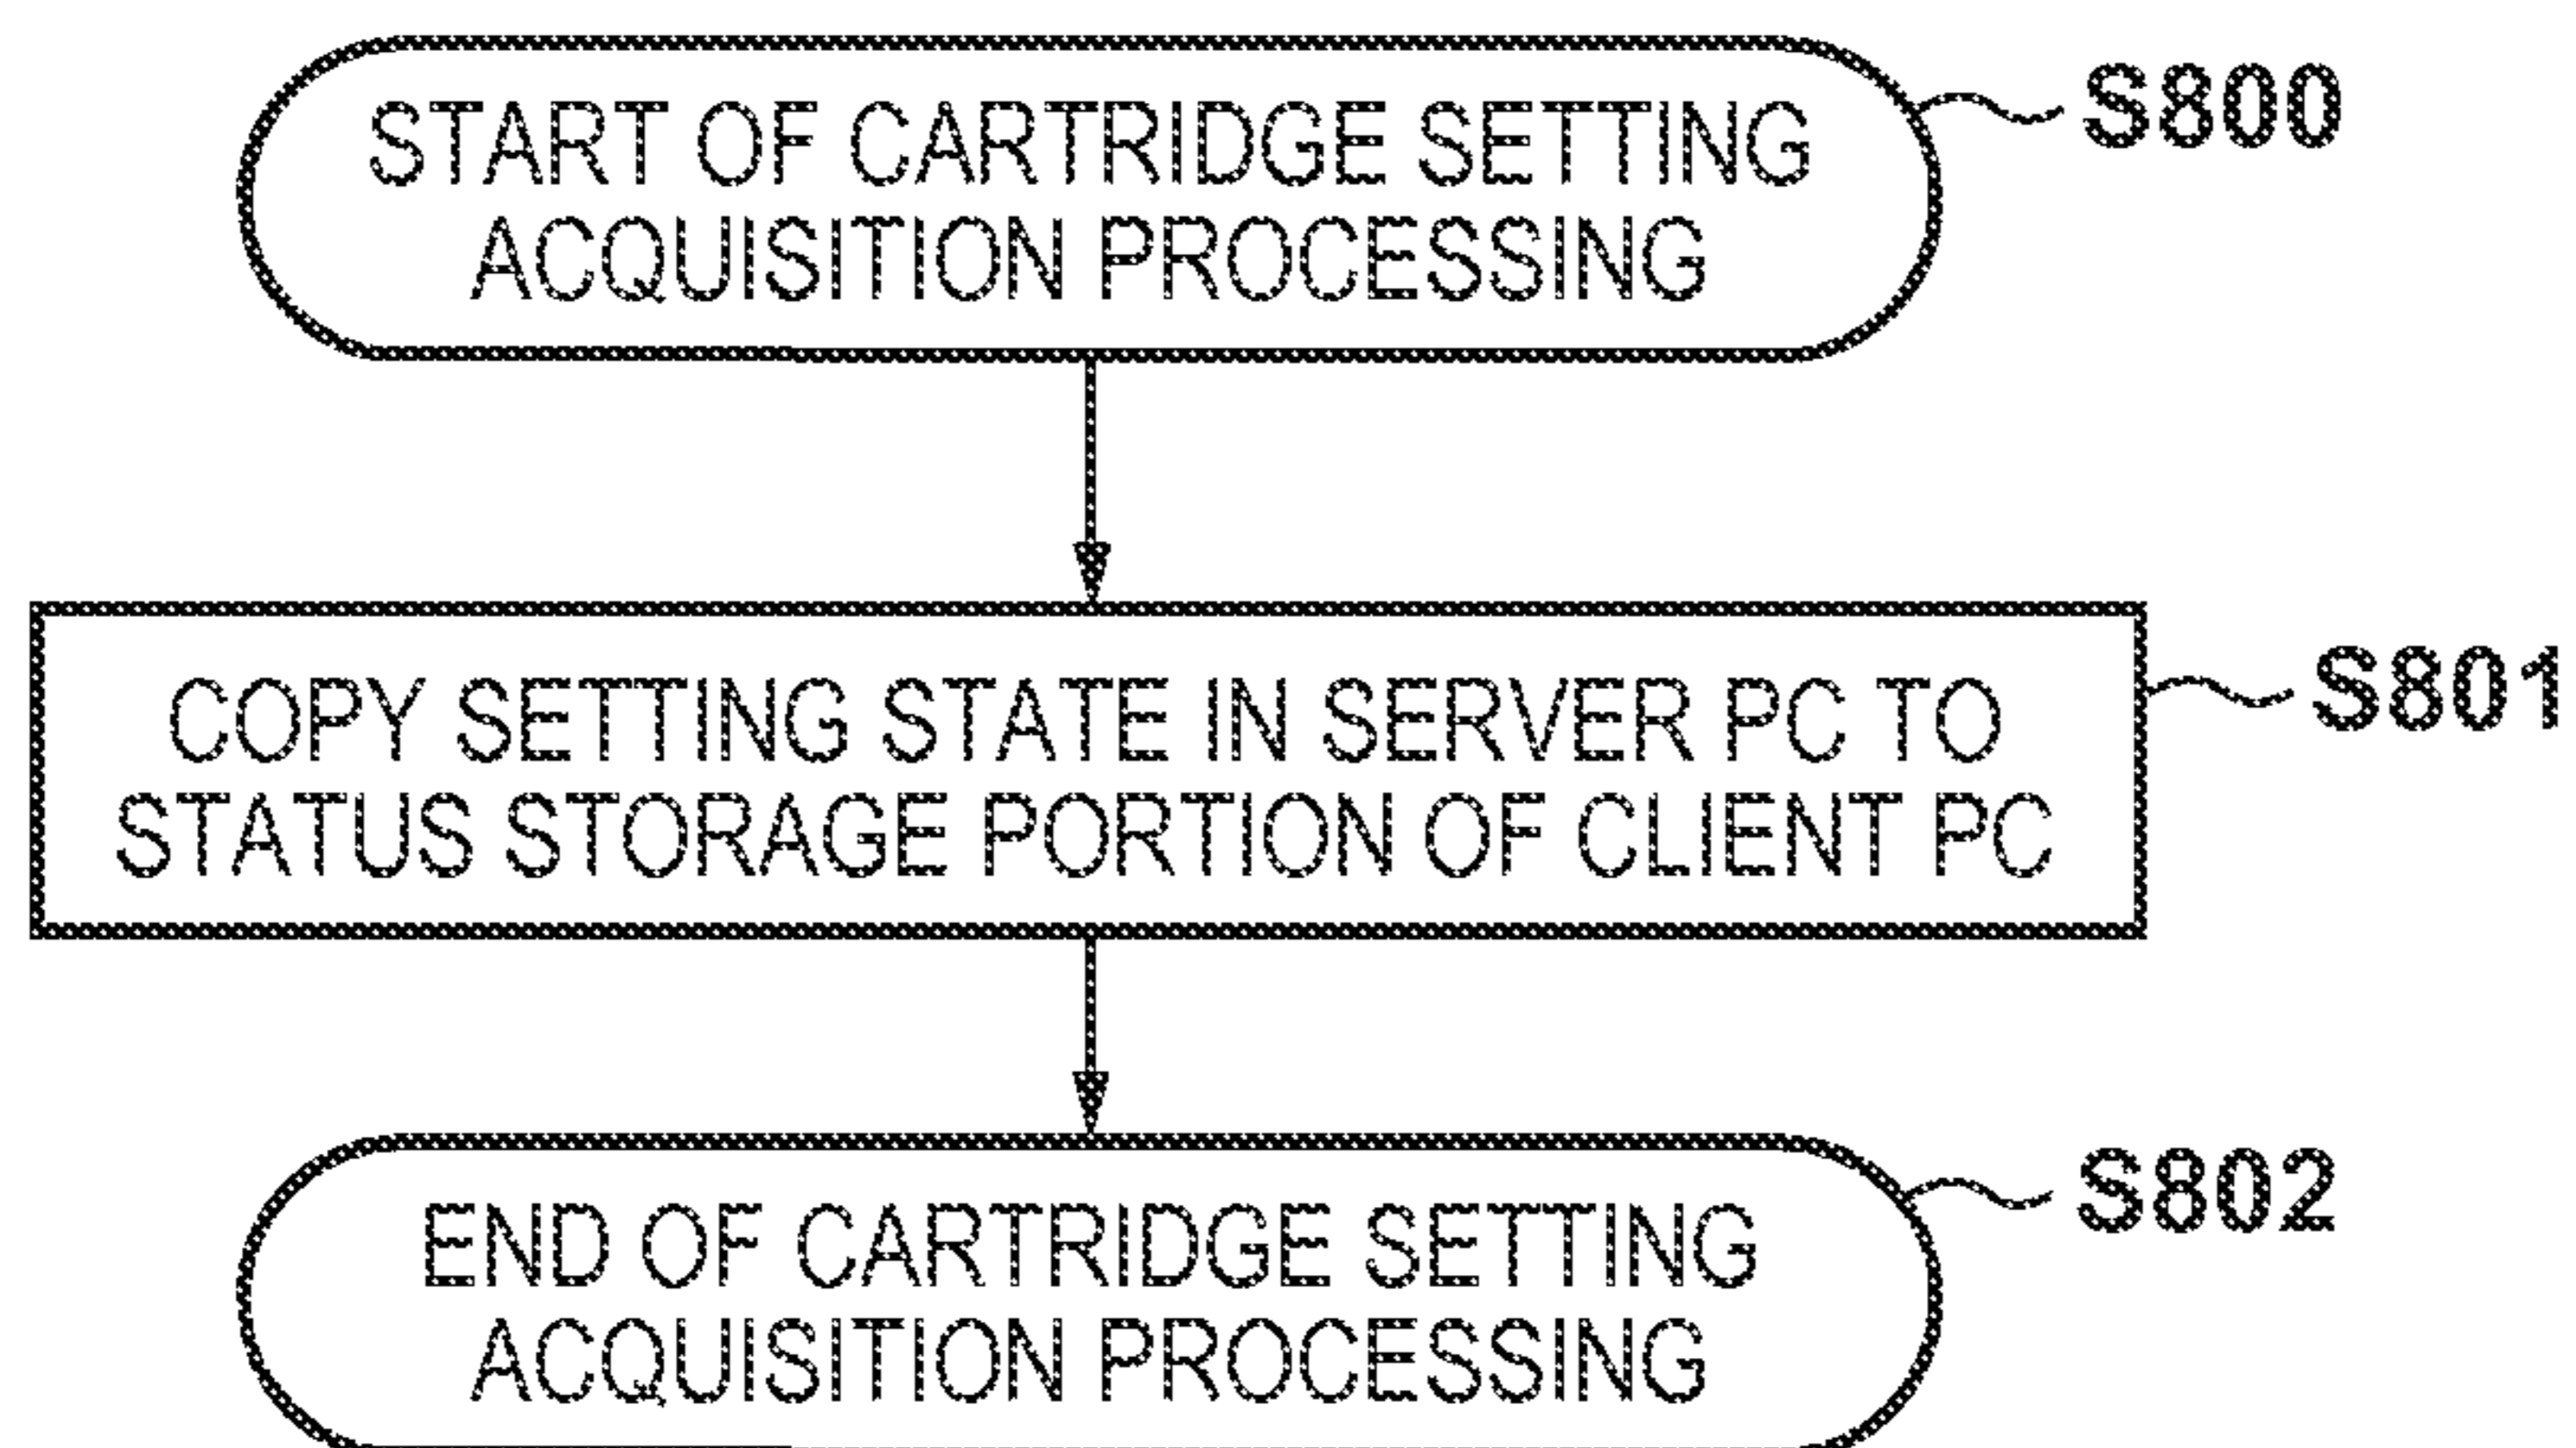 START OF CARTRIDGE SETTING
ACQUISITION PROCESSING
S800
COPY SETTING STATE IN SERVER PC TO
STATUS STORAGE PORTION OF CLIENT PC
S801
END OF CARTRIDGE SETTING
ACQUISITION PROCESSING
S802